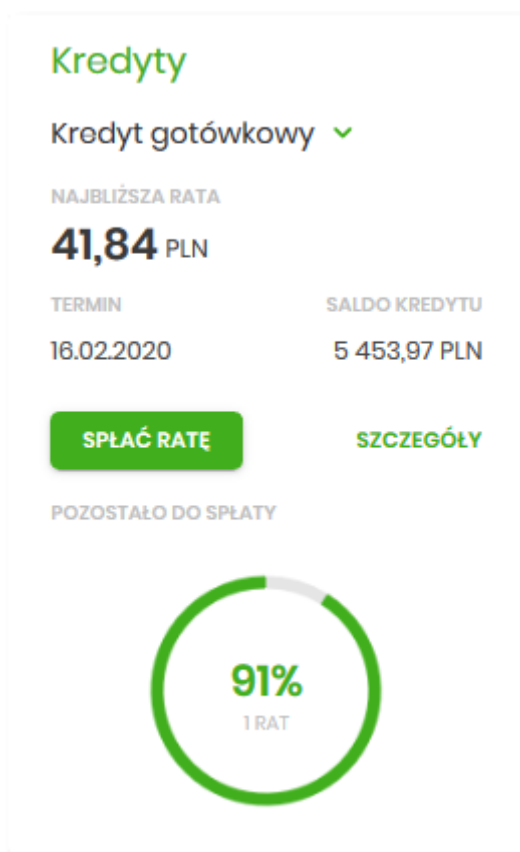 Kredyty
Kredyt gotówkowy
NAJBLIŻSZA RATA
41,84 PLN
TERMIN SALDO KREDYTU
16.02.2020 5 453,97 PLN
SPŁAĆ RATĘ SZCZEGÓŁY
POZOSTAŁO DO SPŁATY
91%
1 RAT